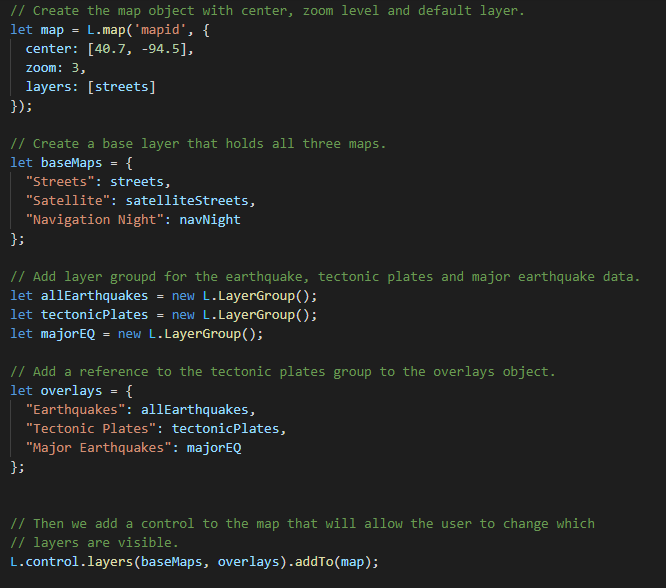 // Create the map object with center, zoom level and default layer.
let map = L.map('mapid', {
  center: [40.7, -94.5],
  zoom: 3,
  layers: [streets]
});

// Create a base layer that holds all three maps.
let baseMaps = {
  "Streets": streets,
  "Satellite": satelliteStreets,
  "Navigation Night": navNight
};

// Add layer groupd for the earthquake, tectonic plates and major earthquake data.
let allEarthquakes = new L.LayerGroup();
let tectonicPlates = new L.LayerGroup();
let majorEQ = new L.LayerGroup();

// Add a reference to the tectonic plates group to the overlays object.
let overlays = {
  "Earthquakes": allEarthquakes,
  "Tectonic Plates": tectonicPlates,
  "Major Earthquakes": majorEQ
};

// Then we add a control to the map that will allow the user to change which
// layers are visible.
L.control.layers(baseMaps, overlays).addTo(map);